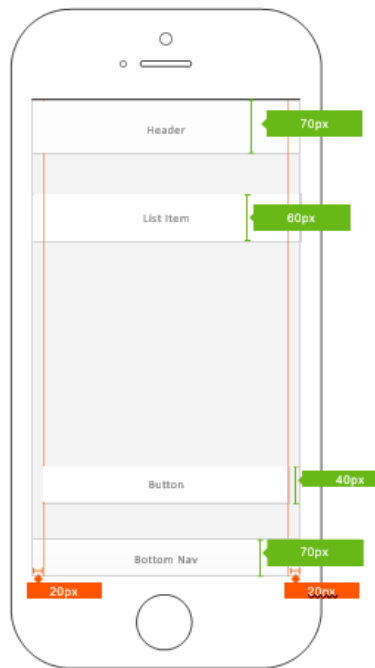 Header
70px
List Item
60px
Button
40px
Bottom Nav
70px
20px
20px